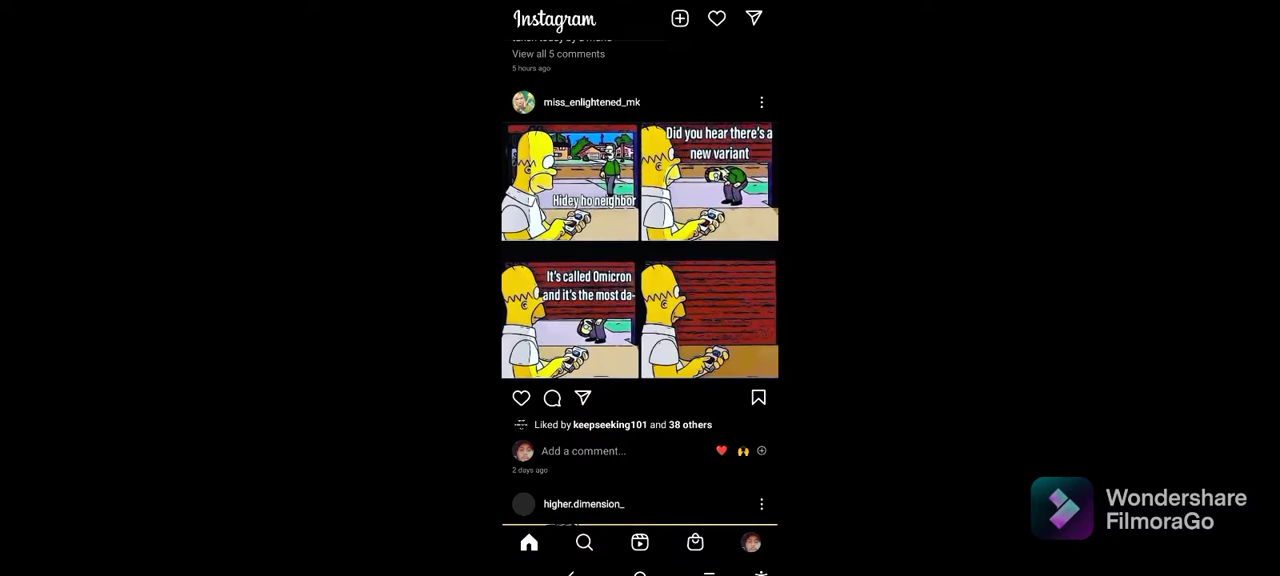 Instagram
View all 5 comments
5 hours ago
miss_enlightened_mk
Hidey ho neighbor
Did you hear there's a
new variant
It's called Omicron
and it's the most da-
Liked by keepseeking101 and 38 others
Add a comment...
2 days ago
higher.dimension_
Wondershare
FilmoraGo